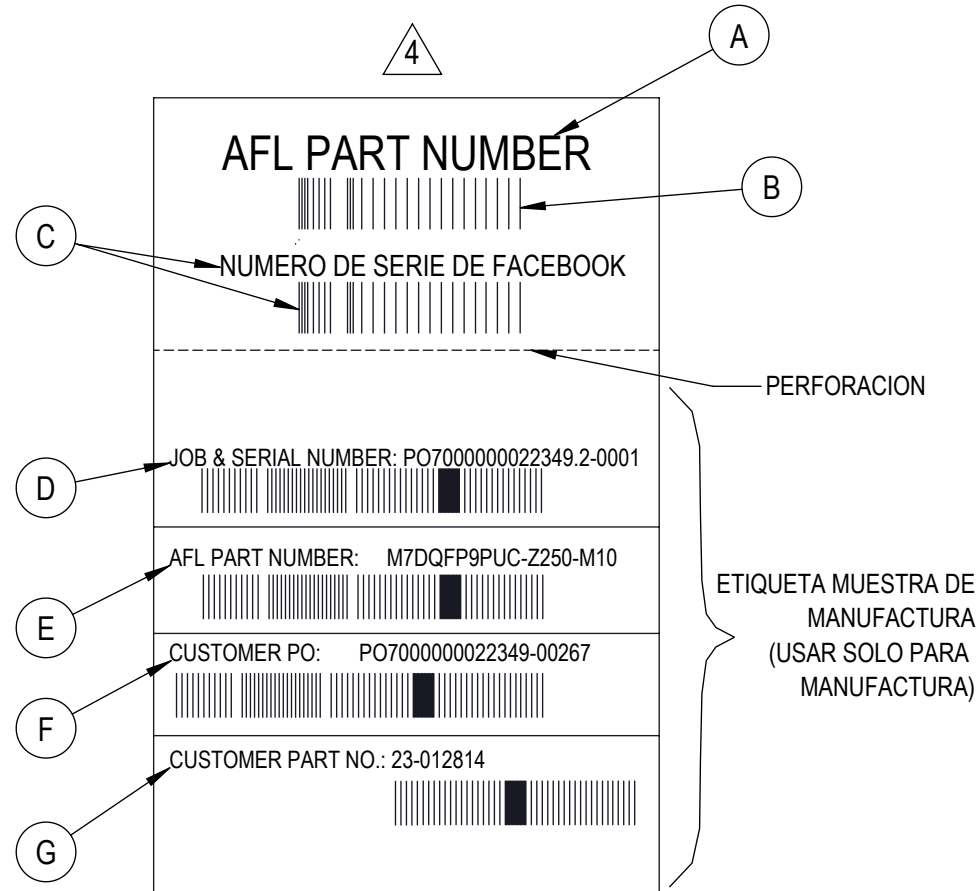 4
A
AFL PART NUMBER
B
C
NUMERO DE SERIE DE FACEBOOK
PERFORACION
D
JOB & SERIAL NUMBER: PO7000000022349.2-0001
E
AFL PART NUMBER: M7DQFP9PUC-Z250-M10
F
CUSTOMER PO: PO7000000022349-00267
G
CUSTOMER PART NO.: 23-012814
ETIQUETA MUESTRA DE
MANUFACTURA
(USAR SOLO PARA
MANUFACTURA)